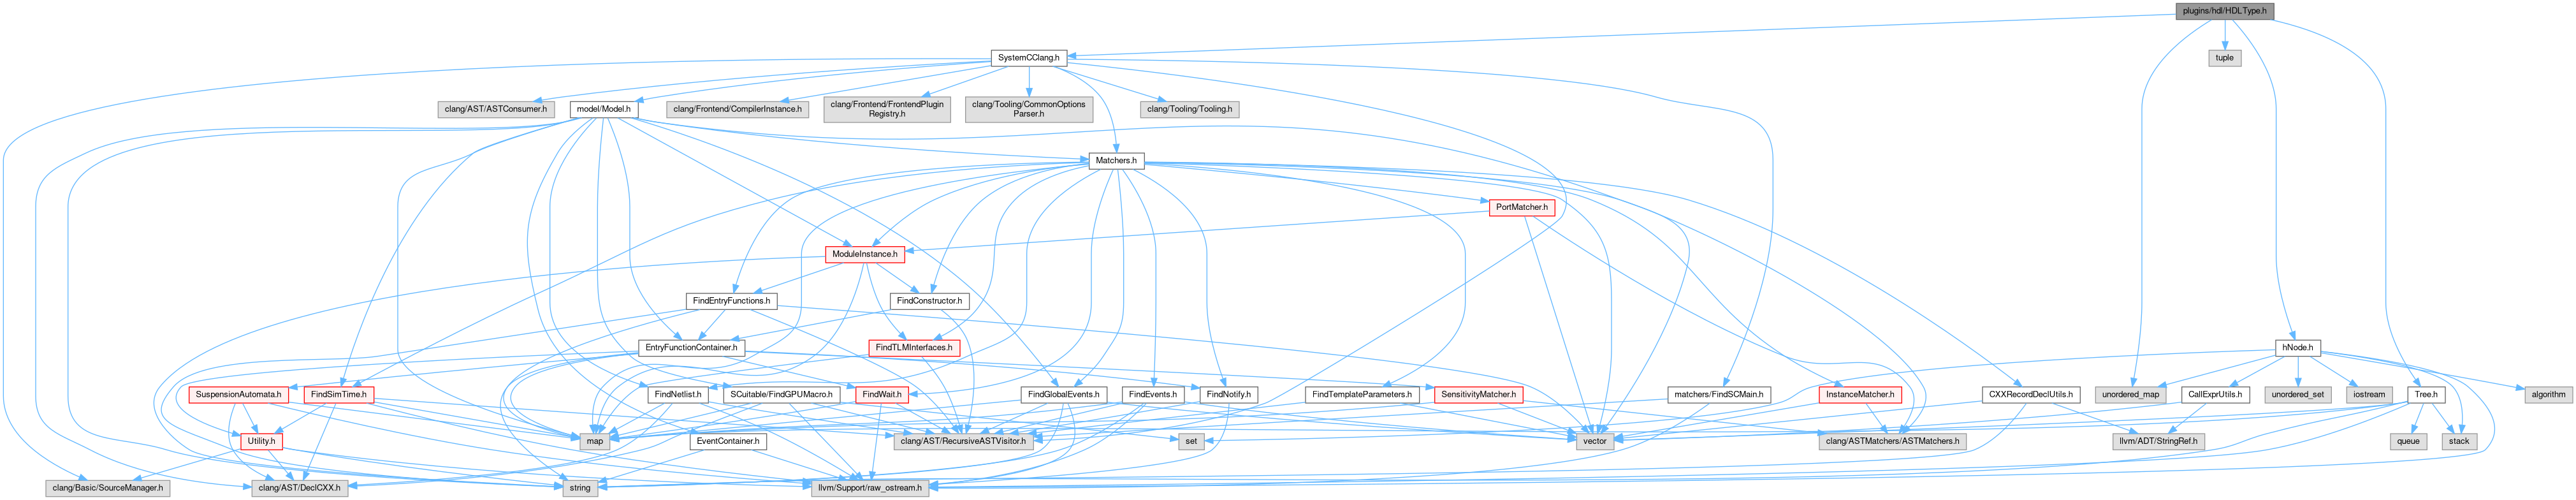 plugins/hdl/HDLType.h
SystemCClang.h
tuple
clang/AST/ASTConsumer.h
model/Model.h
clang/Frontend/CompilerInstance.h
clang/Frontend/FrontendPlugin
Registry.h
clang/Tooling/CommonOptions
Parser.h
clang/Tooling/Tooling.h
Matchers.h
PortMatcher.h
ModuleInstance.h
FindEntryFunctions.h
FindConstructor.h
EntryFunctionContainer.h
FindTLMInterfaces.h
hNode.h
SuspensionAutomata.h
FindSimTime.h
FindNetlist.h
SCuitable/FindGPUMacro.h
FindWait.h
FindGlobalEvents.h
FindEvents.h
FindNotify.h
FindTemplateParameters.h
SensitivityMatcher.h
matchers/FindSCMain.h
InstanceMatcher.h
CXXRecordDeclUtils.h
unordered_map
CallExprUtils.h
unordered_set
iostream
Tree.h
algorithm
Utility.h
EventContainer.h
map
clang/AST/RecursiveASTVisitor.h
set
vector
clang/ASTMatchers/ASTMatchers.h
llvm/ADT/StringRef.h
queue
stack
clang/Basic/SourceManager.h
clang/AST/DeclCXX.h
string
llvm/Support/raw_ostream.h